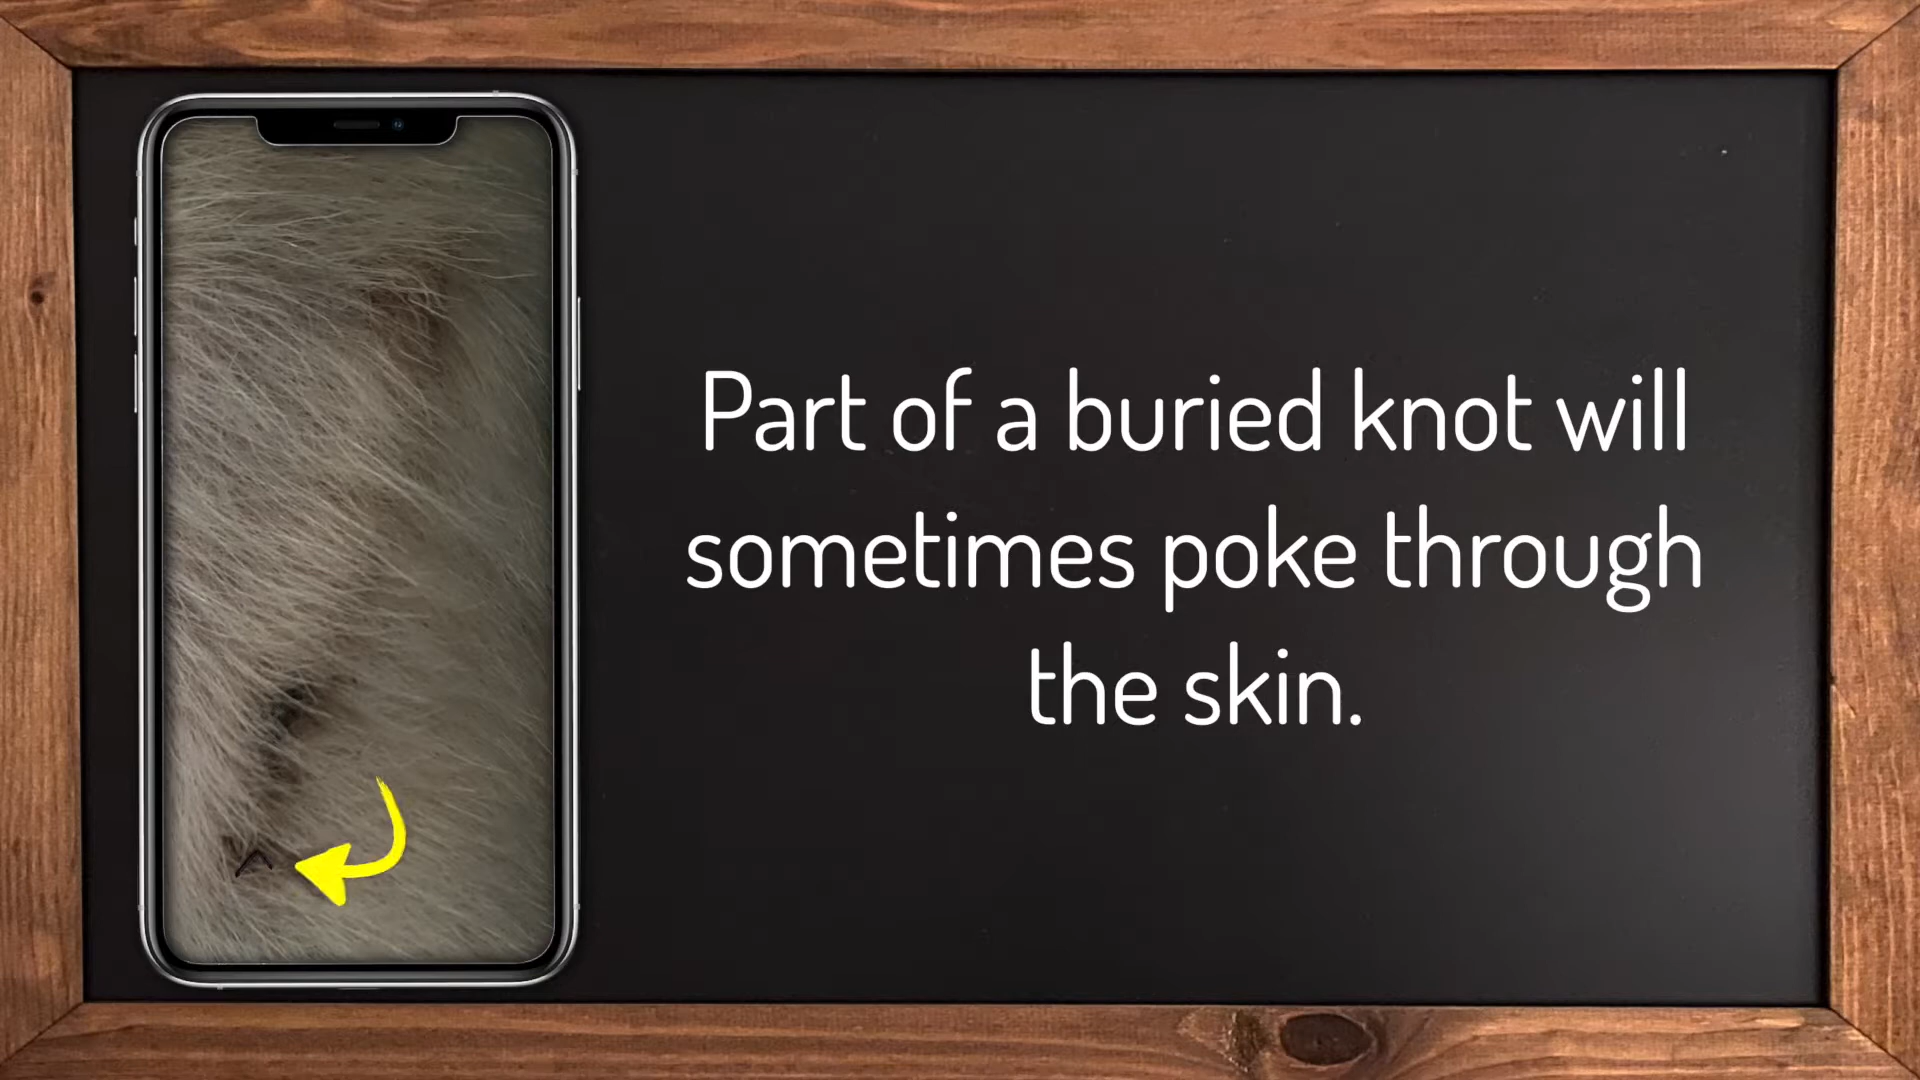 Part of a buried knot will
sometimes poke through
the skin.